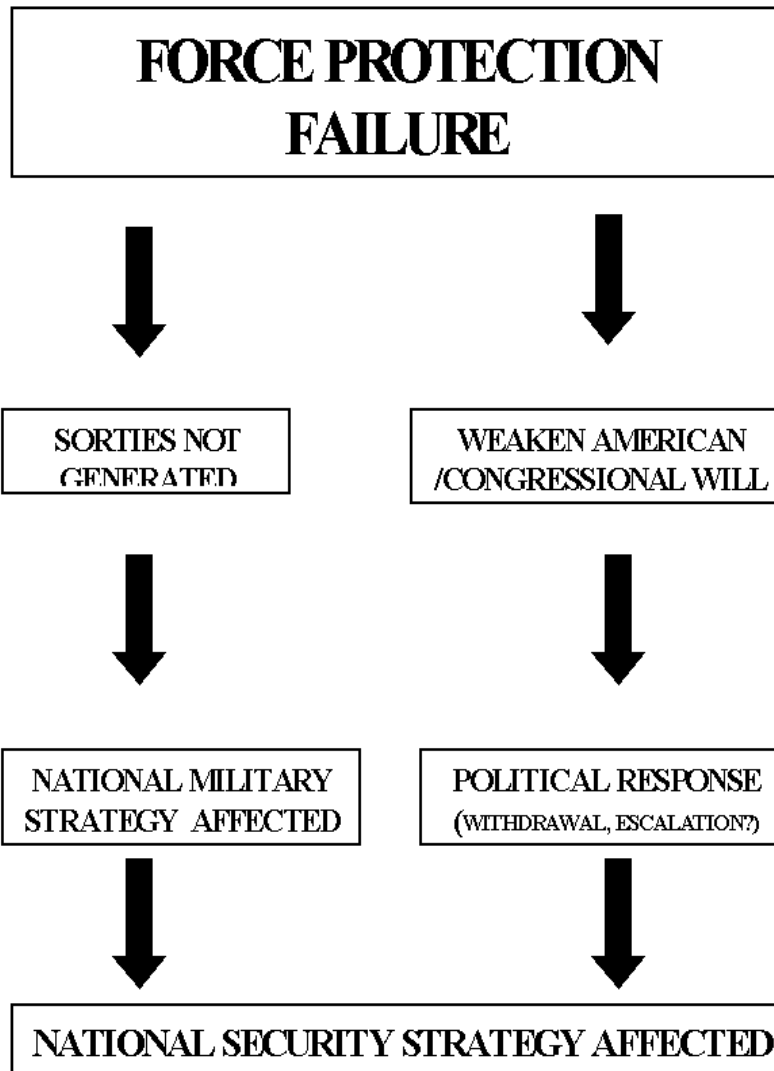 FORCE PROTECTION
FAILURE
SORTIES NOT
GENERATED
WEAKEN AMERICAN
/CONGRESSIONAL WILL
NATIONAL MILITARY
STRATEGY AFFECTED
POLITICAL RESPONSE
(WITHDRAWAL, ESCALATION?)
NATIONAL SECURITY STRATEGY AFFECTED